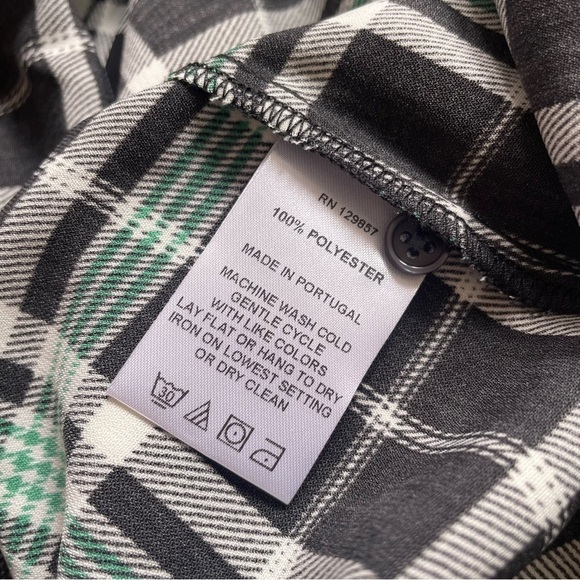 RN 129857
100% POLYESTER
MADE IN PORTUGAL
MACHINE WASH COLD
GENTLE CYCLE
WITH LIKE COLORS
LAY FLAT OR HANG TO DRY
IRON ON LOWEST SETTING
OR DRY CLEAN
30